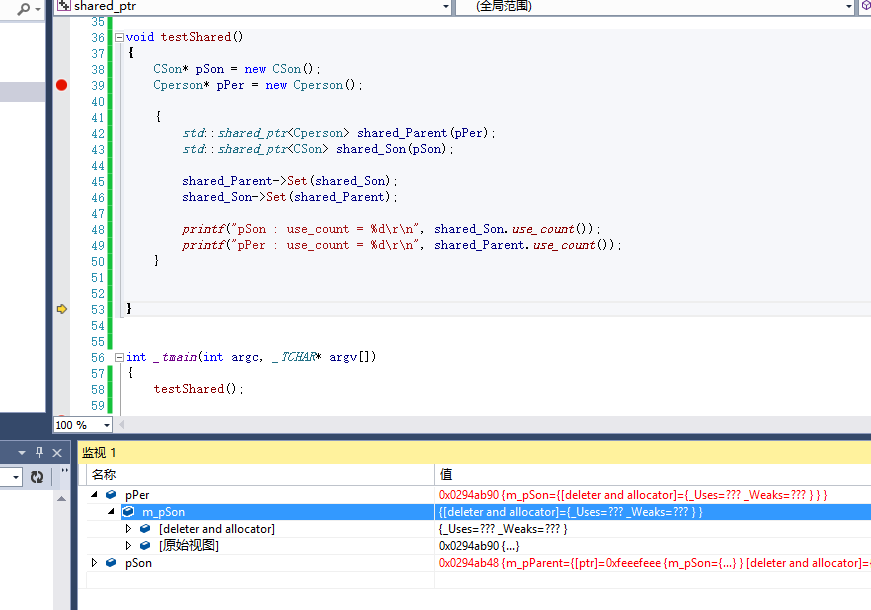 shared_ptr
(全局范围)
35
36 void testShared()
37 {
38 CSon* pSon = new CSon();
39 Cperson* pPer = new Cperson();
40
41 {
42 std::shared_ptr<Cperson> shared_Parent(pPer);
43 std::shared_ptr<CSon> shared_Son(pSon);
44
45 shared_Parent->Set(shared_Son);
46 shared_Son->Set(shared_Parent);
47
48 printf("pSon : use_count = %d\r\n", shared_Son.use_count());
49 printf("pPer : use_count = %d\r\n", shared_Parent.use_count());
50 }
51
52
53 }
54
55
56 int _tmain(int argc, _TCHAR* argv[])
57 {
58 testShared();
59
100 %
监视 1
名称 值
pPer 0x0294ab90 {m_pSon={[deleter and allocator]={_Uses=??? _Weaks=??? } } }
m_pSon {[deleter and allocator]={_Uses=??? _Weaks=??? } }
[deleter and allocator] {_Uses=??? _Weaks=??? }
[原始视图] 0x0294ab90 {...}
pSon 0x0294ab48 {m_pParent={[ptr]=0xfeeefeee {m_pSon={...} } [deleter and allocator]=